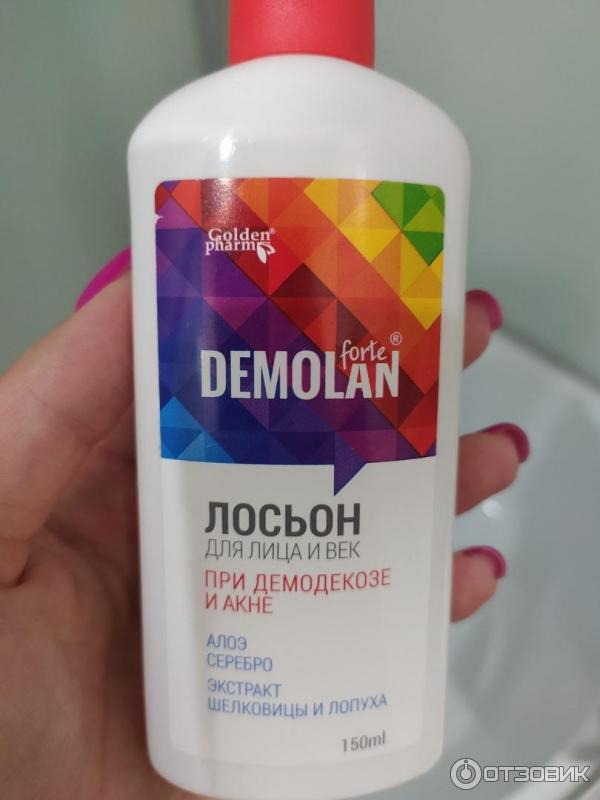 Golden®
pharm
forte®
DEMOLAN
ЛОСЬОН
ДЛЯ ЛИЦА И ВЕК
ПРИ ДЕМОДЕКОЗЕ
И АКНЕ
АЛОЭ
СЕРЕБРО
ЭКСТРАКТ
ШЕЛКОВИЦЫ И ЛОПУХА
150ml
ОТЗОВИК